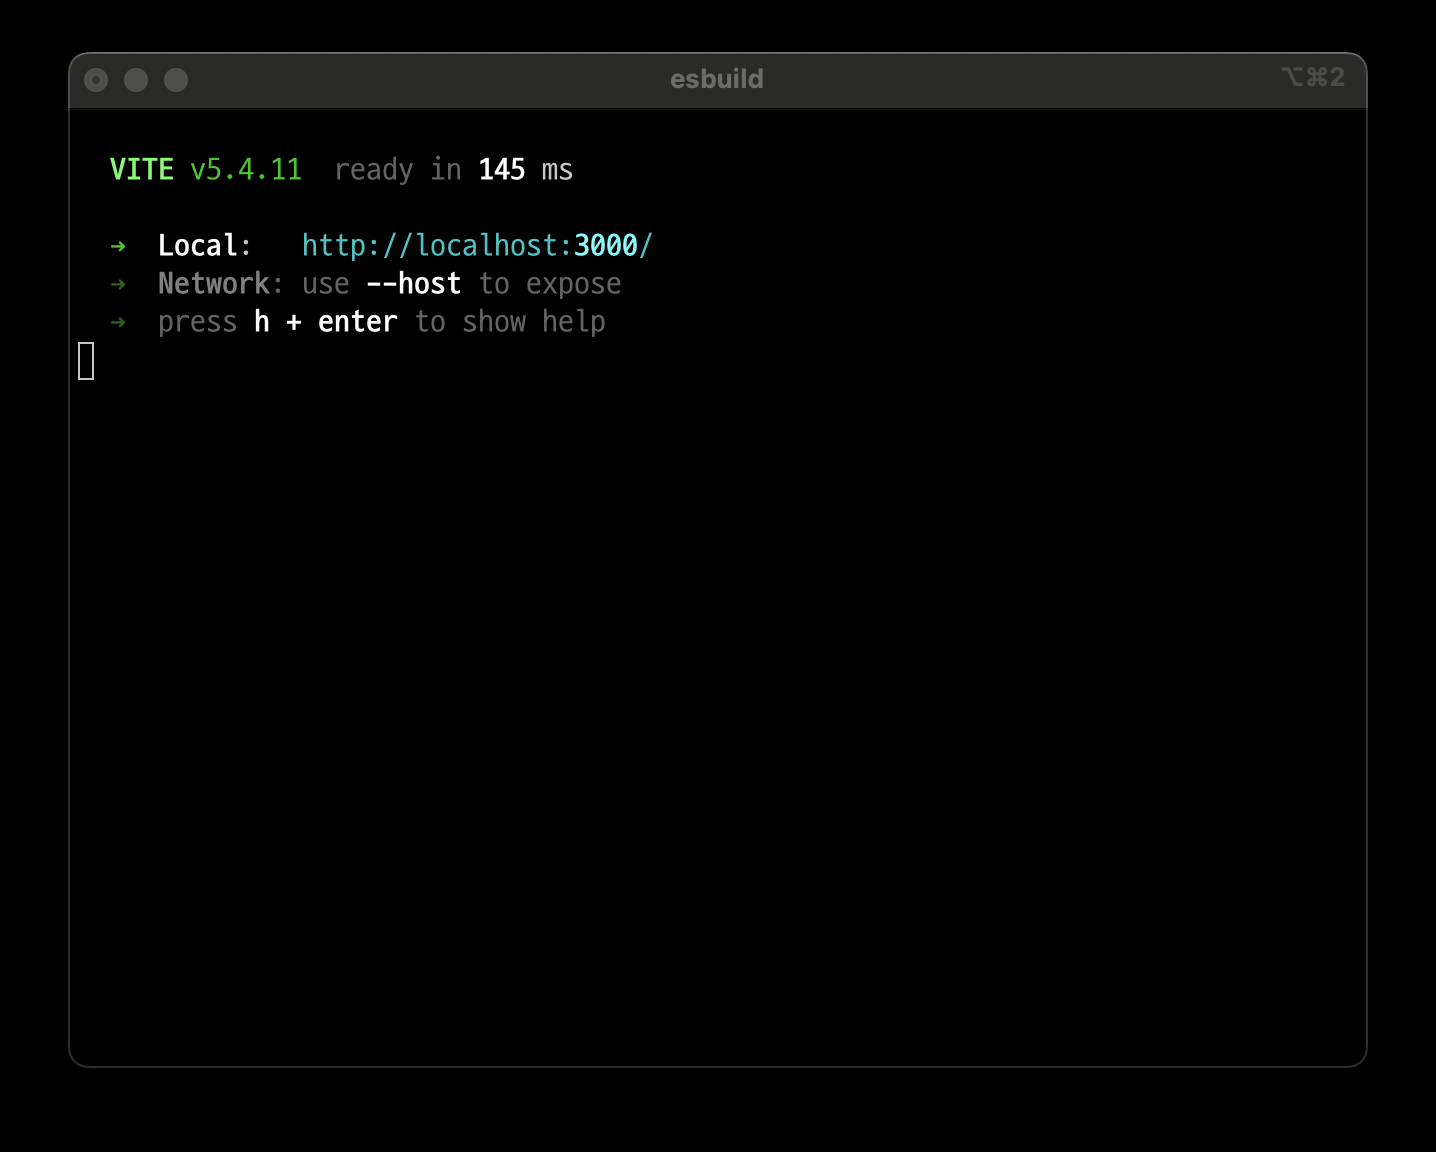 esbuild ⌥⌘2
VITE v5.4.11  ready in 145 ms
➜  Local:   http://localhost:3000/
➜  Network: use --host to expose
➜  press h + enter to show help